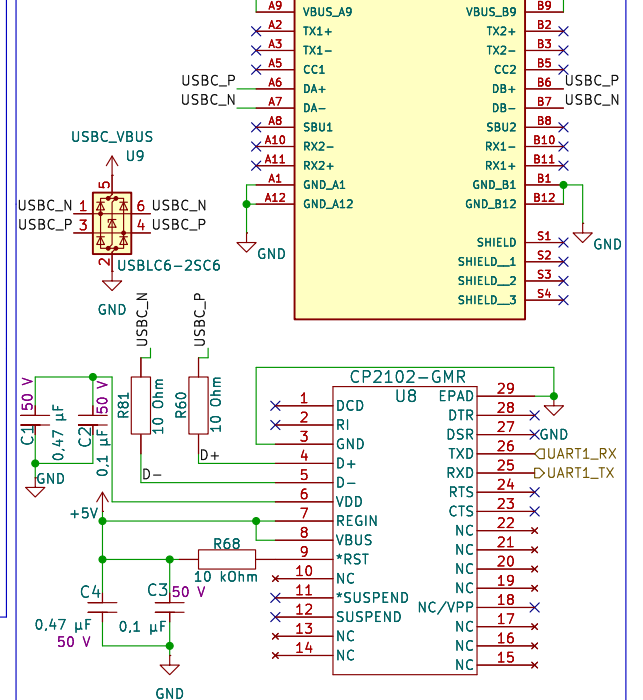 A9 VBUS_A9 VBUS_B9 B9
A2 TX1+ TX2+ B2
A3 TX1- TX2- B3
A5 CC1 CC2 B5
USBC_P A6 DA+ DB+ B6 USBC_P
USBC_N A7 DA- DB- B7 USBC_N
A8 SBU1 SBU2 B8
A10 RX2- RX1- B10
A11 RX2+ RX1+ B11
A1 GND_A1 GND_B1 B1
A12 GND_A12 GND_B12 B12
GND
GND
SHIELD S1
SHIELD__1 S2
SHIELD__2 S3
SHIELD__3 S4
USBC_VBUS
U9
5
USBC_N 1 6 USBC_N
USBC_P 3 4 USBC_P
2
USBLC6-2SC6
GND
USBC_N
USBC_P
50 V
C1
0,47 µF
50 V
C2
0,1 µF
GND
R81
10 Ohm
R60
10 Ohm
D-
D+
CP2102-GMR
U8
1 DCD
2 RI
3 GND
4 D+
5 D-
6 VDD
7 REGIN
8 VBUS
9 *RST
10 NC
11 *SUSPEND
12 SUSPEND
13 NC
14 NC
EPAD 29
DTR 28
DSR 27 GND
TXD 26 UART1_RX
RXD 25 UART1_TX
RTS 24
CTS 23
NC 22
NC 21
NC 20
NC 19
NC/VPP 18
NC 17
NC 16
NC 15
+5V
R68
10 kOhm
C4
0,47 µF
50 V
C3
50 V
0,1 µF
GND